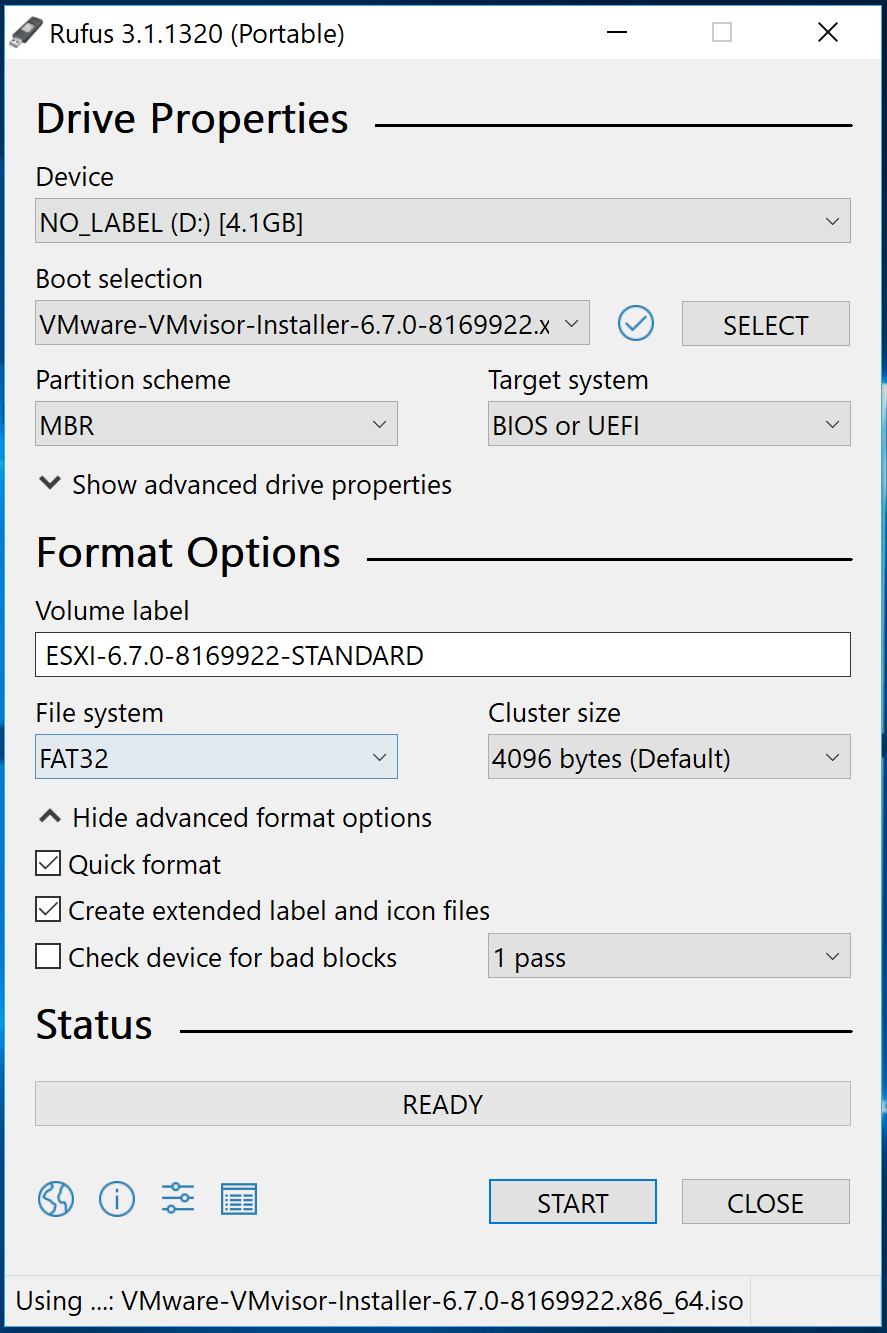 Rufus 3.1.1320 (Portable)
Drive Properties
Device
NO_LABEL (D:) [4.1GB]
Boot selection
VMware-VMvisor-Installer-6.7.0-8169922.x
SELECT
Partition scheme
Target system
MBR
BIOS or UEFI
Show advanced drive properties
Format Options
Volume label
ESXI-6.7.0-8169922-STANDARD
File system
Cluster size
FAT32
4096 bytes (Default)
Hide advanced format options
Quick format
Create extended label and icon files
Check device for bad blocks
1 pass
Status
READY
START
CLOSE
Using ...: VMware-VMvisor-Installer-6.7.0-8169922.x86_64.iso